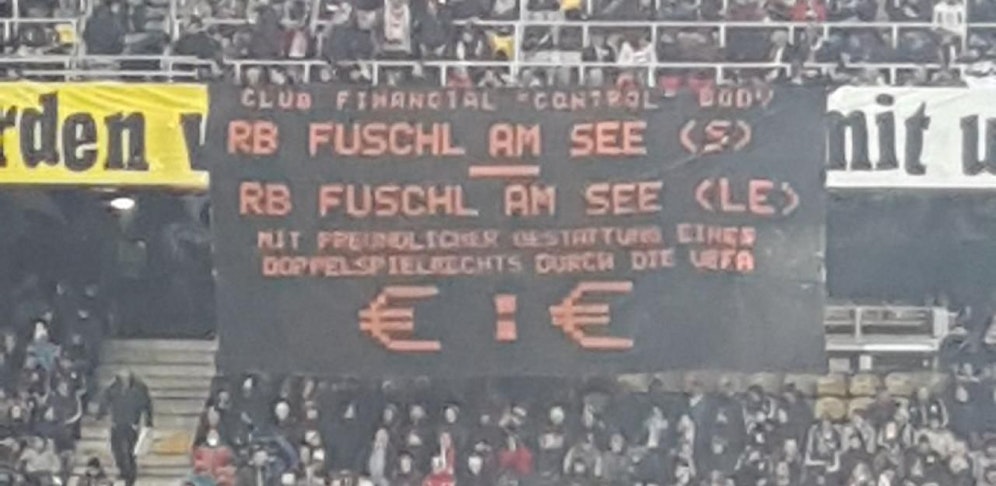 CLUB FINANCIAL "CONTROL" BODY
RB FUSCHL AM SEE (S)
RB FUSCHL AM SEE (LE)
MIT FREUNDLICHER GESTATTUNG EINES
DOPPELSPIELRECHTS DURCH DIE UEFA
€ : €
rden
mit u